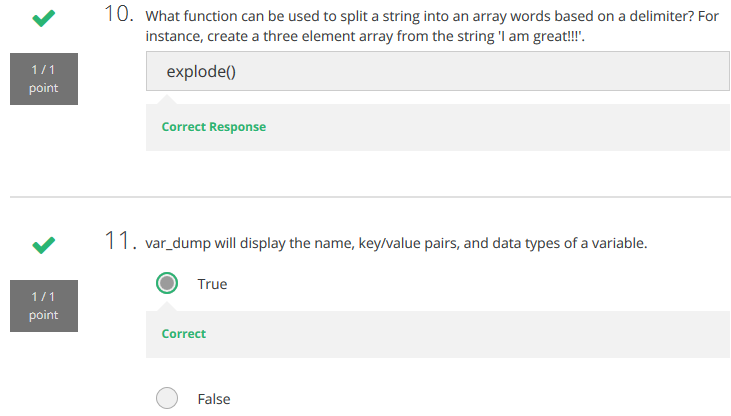 10. What function can be used to split a string into an array words based on a delimiter? For
instance, create a three element array from the string 'I am great!!!'.
1 / 1
point
explode()
Correct Response
11. var_dump will display the name, key/value pairs, and data types of a variable.
1 / 1
point
True
Correct
False